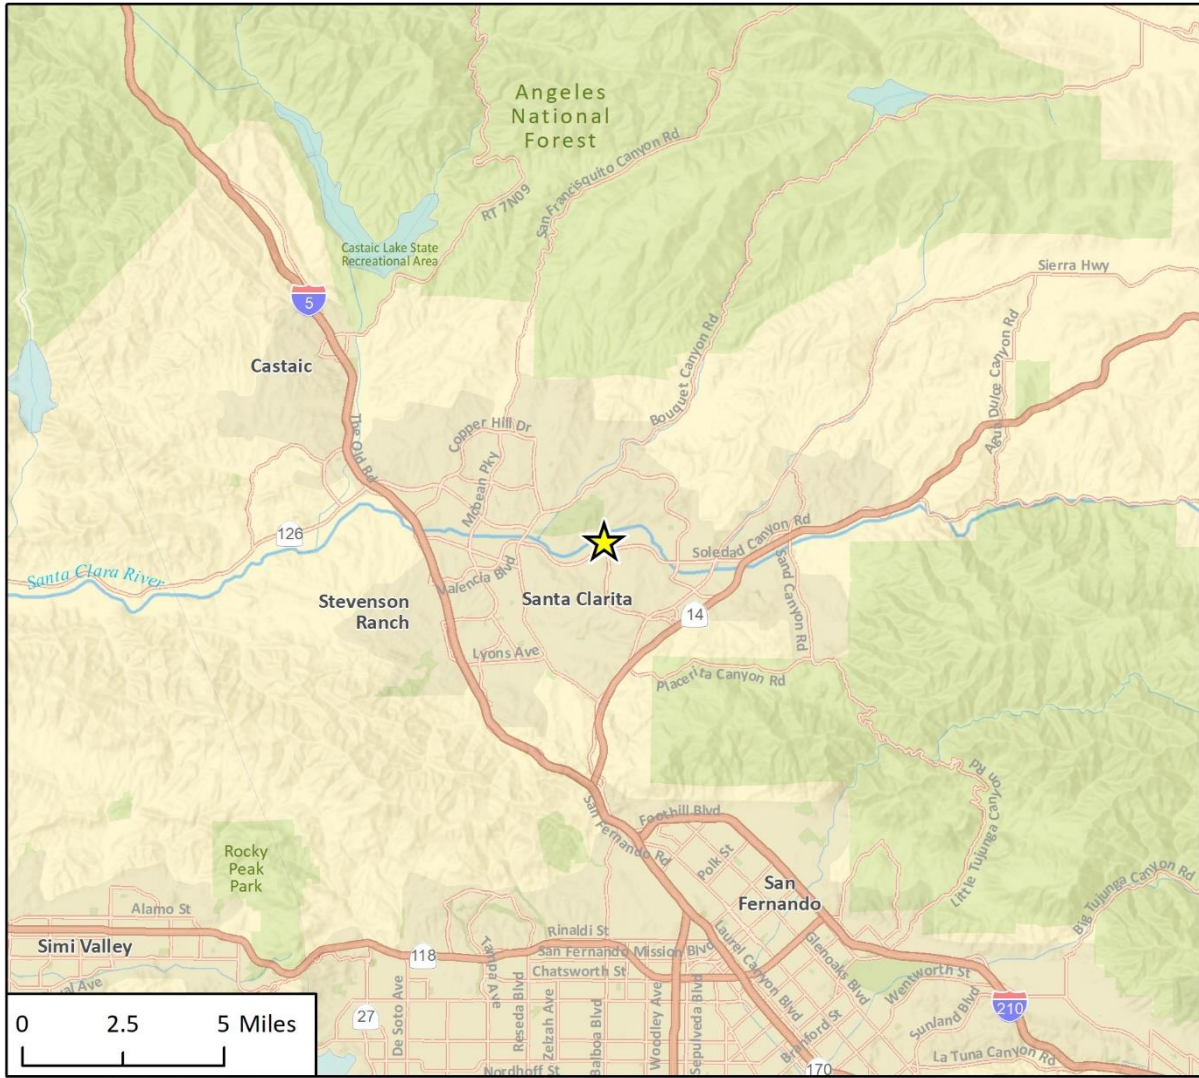 Angeles
National
Forest
San Francisquito Canyon Rd
RT 7N09
Castaic Lake State
Recreational Area
Sierra Hwy
5
Agua Dulce Canyon Rd
Castaic
Bouquet Canyon Rd
The Old Rd
Copper Hill Dr
Mcbean Pky
126
Soledad Canyon Rd
Sand Canyon Rd
Santa Clara River
Valencia Blvd
Stevenson
Ranch
Santa Clarita
14
Lyons Ave
Placerita Canyon Rd
Little Tujunga Canyon Rd
San Fernando Rd
Foothill Blvd
Polk St
Rocky
Peak
Park
San
Fernando
Big Tujunga Canyon Rd
Alamo St
Simi Valley
Rinaldi St
118
San Fernando Mission Blvd
Chatsworth St
Tampa Ave
Laurel Canyon Blvd
Glenoaks Blvd
Wentworth St
27
De Soto Ave
Reseda Blvd
Zelzah Ave
Balboa Blvd
Woodley Ave
Sepulveda Blvd
Branford St
Sunland Blvd
210
La Tuna Canyon Rd
Nordhoff St
170
Ave
0 2.5 5 Miles